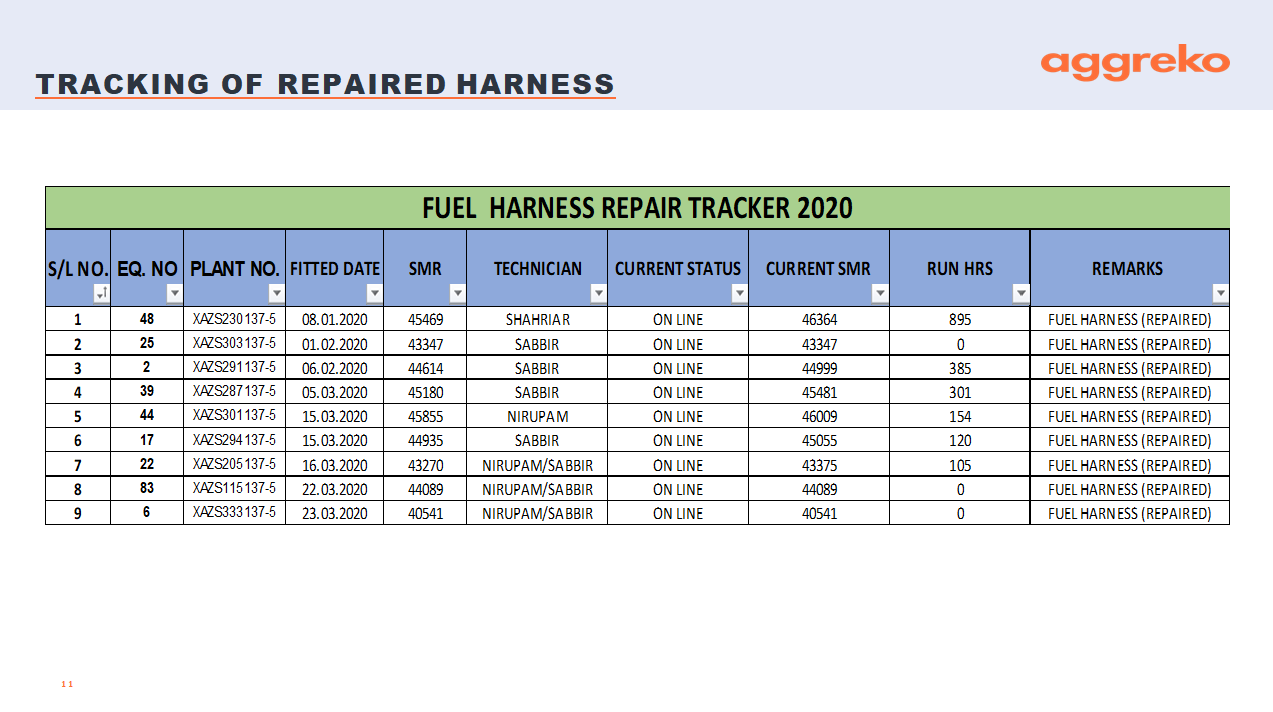 TRACKING OF REPAIRED HARNESS
aggreko
FUEL HARNESS REPAIR TRACKER 2020
S/L NO. EQ. NO PLANT NO. FITTED DATE SMR TECHNICIAN CURRENT STATUS CURRENT SMR RUN HRS REMARKS
1 48 XAZS230137-5 08.01.2020 45469 SHAHRIAR ON LINE 46364 895 FUEL HARNESS (REPAIRED)
2 25 XAZS303137-5 01.02.2020 43347 SABBIR ON LINE 43347 0 FUEL HARNESS (REPAIRED)
3 2 XAZS291137-5 06.02.2020 44614 SABBIR ON LINE 44999 385 FUEL HARNESS (REPAIRED)
4 39 XAZS287137-5 05.03.2020 45180 SABBIR ON LINE 45481 301 FUEL HARNESS (REPAIRED)
5 44 XAZS301137-5 15.03.2020 45855 NIRUPAM ON LINE 46009 154 FUEL HARNESS (REPAIRED)
6 17 XAZS294137-5 15.03.2020 44935 SABBIR ON LINE 45055 120 FUEL HARNESS (REPAIRED)
7 22 XAZS205137-5 16.03.2020 43270 NIRUPAM/SABBIR ON LINE 43375 105 FUEL HARNESS (REPAIRED)
8 83 XAZS115137-5 22.03.2020 44089 NIRUPAM/SABBIR ON LINE 44089 0 FUEL HARNESS (REPAIRED)
9 6 XAZS333137-5 23.03.2020 40541 NIRUPAM/SABBIR ON LINE 40541 0 FUEL HARNESS (REPAIRED)
11